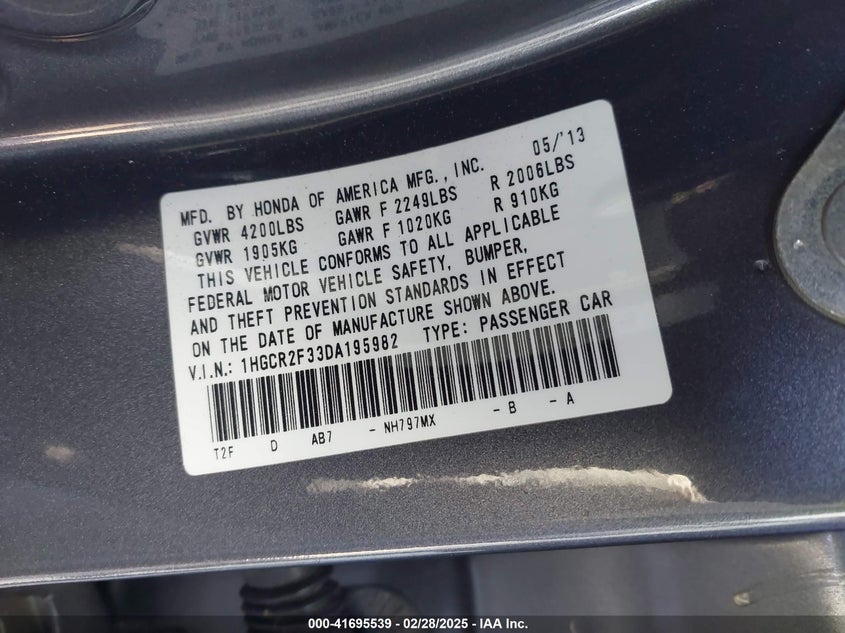 05/'13
MFD. BY HONDA OF AMERICA MFG., INC.
GVWR 4200LBS GAWR F 2249LBS R 2006LBS
GVWR 1905KG GAWR F 1020KG R 910KG
THIS VEHICLE CONFORMS TO ALL APPLICABLE
FEDERAL MOTOR VEHICLE SAFETY, BUMPER,
AND THEFT PREVENTION STANDARDS IN EFFECT
ON THE DATE OF MANUFACTURE SHOWN ABOVE.
V.I.N.: 1HGCR2F33DA195982 TYPE: PASSENGER CAR
T2F D AB7 - NH797MX - B - A
000-41695539 - 02/28/2025 - IAA Inc.